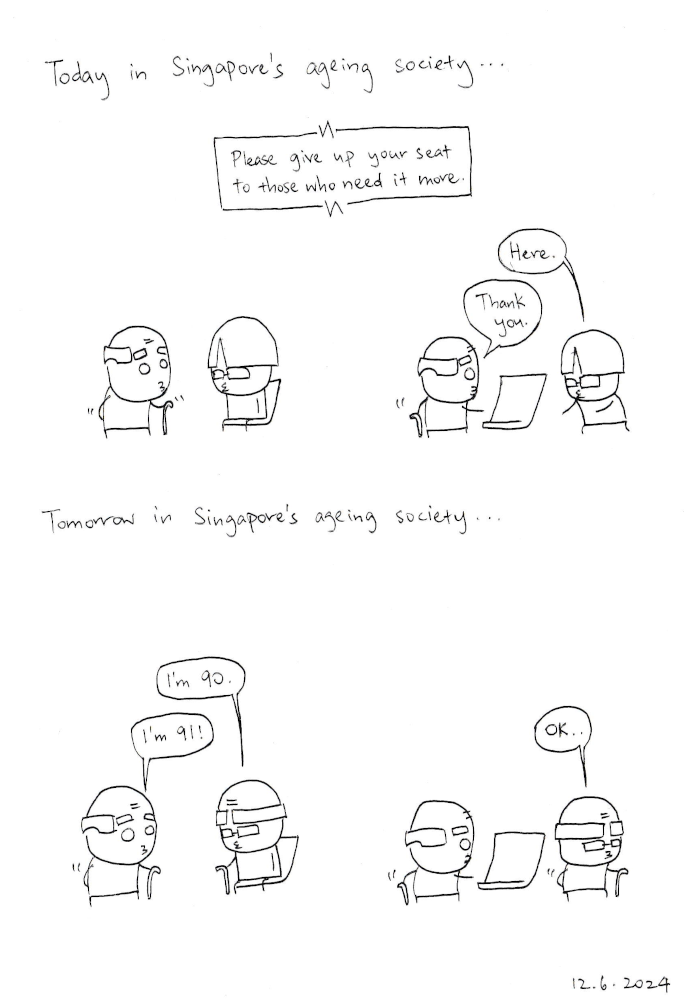 Today in Singapore's ageing society...
Please give up your seat
to those who need it more.
Here.
Thank
you.
Tomorrow in Singapore's ageing society...
I'm 90.
I'm 91!
OK..
12.6.2024